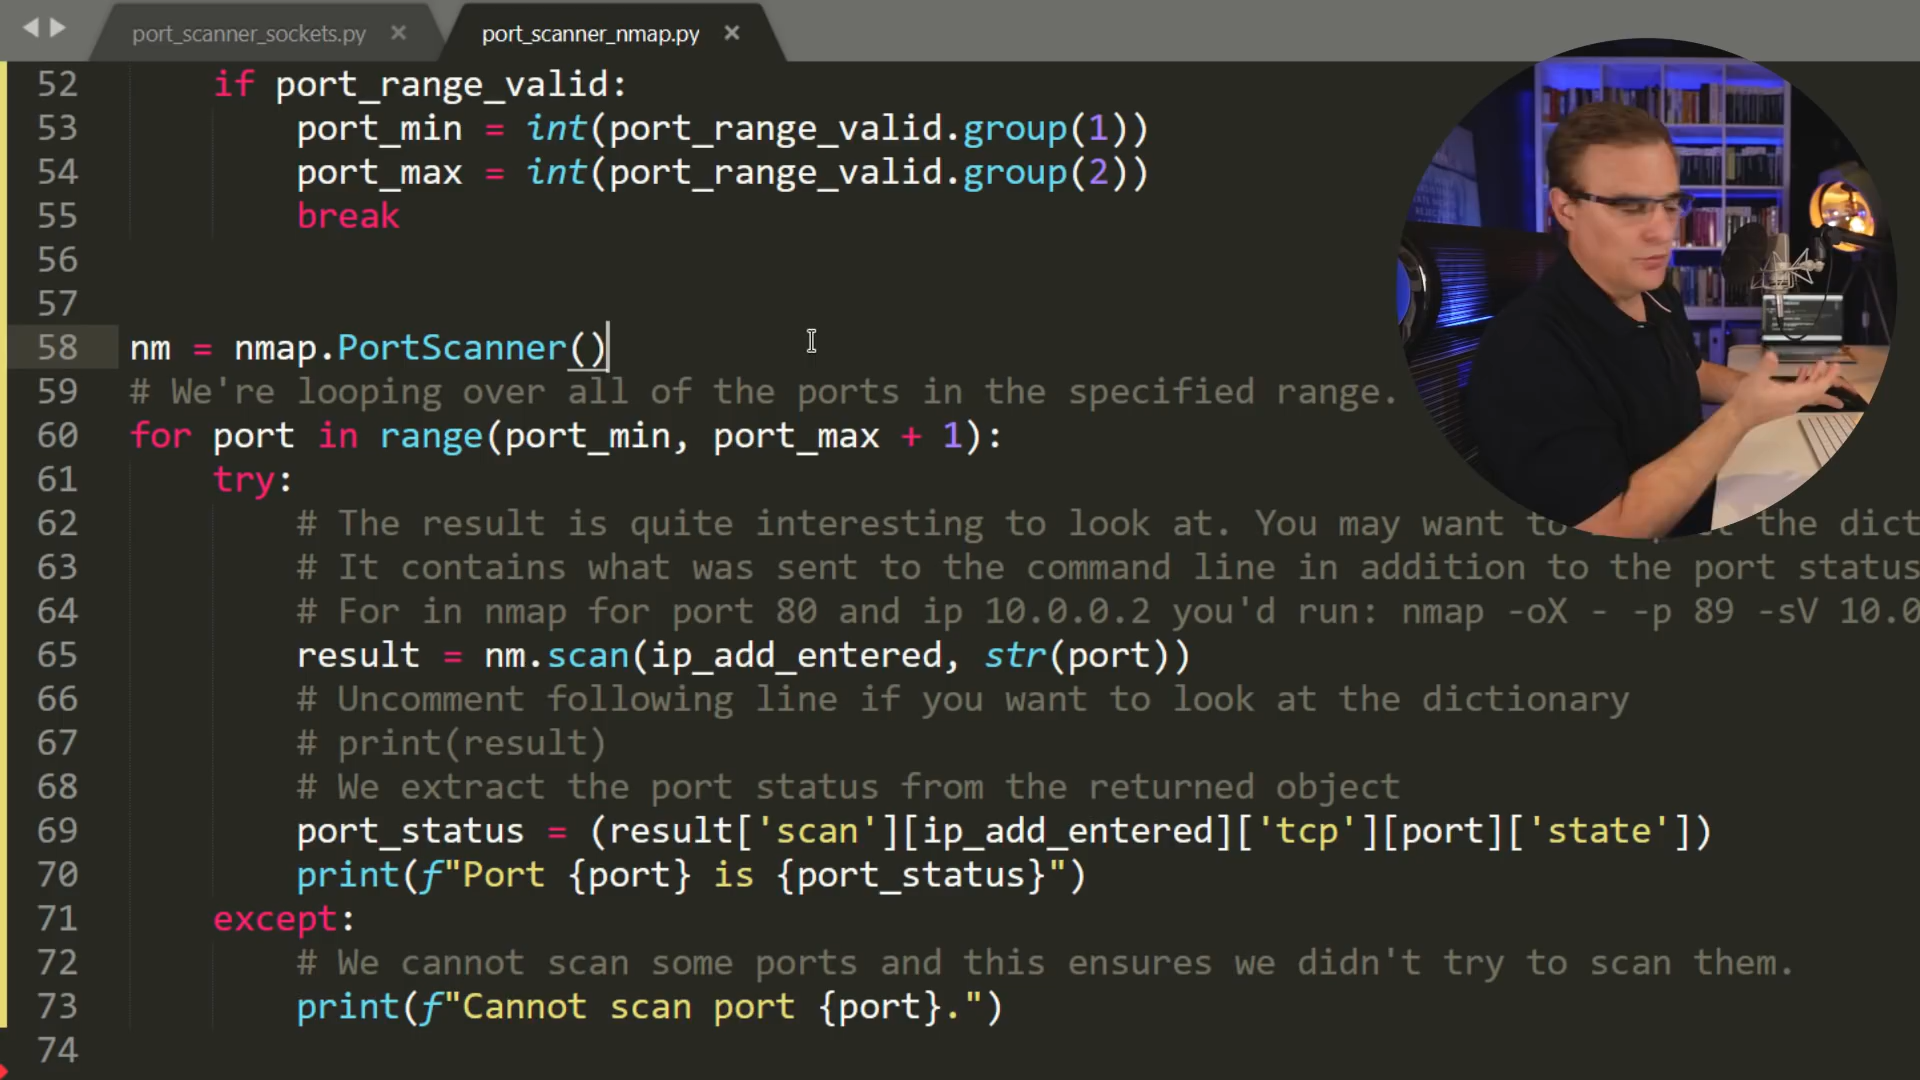 port_scanner_sockets.py × port_scanner_nmap.py ×
52 if port_range_valid:
53 port_min = int(port_range_valid.group(1))
54 port_max = int(port_range_valid.group(2))
55 break
56
57
58 nm = nmap.PortScanner()
59 # We're looping over all of the ports in the specified range.
60 for port in range(port_min, port_max + 1):
61 try:
62 # The result is quite interesting to look at. You may want to the dict
63 # It contains what was sent to the command line in addition to the port status
64 # For in nmap for port 80 and ip 10.0.0.2 you'd run: nmap -oX - -p 89 -sV 10.0
65 result = nm.scan(ip_add_entered, str(port))
66 # Uncomment following line if you want to look at the dictionary
67 # print(result)
68 # We extract the port status from the returned object
69 port_status = (result['scan'][ip_add_entered]['tcp'][port]['state'])
70 print(f"Port {port} is {port_status}")
71 except:
72 # We cannot scan some ports and this ensures we didn't try to scan them.
73 print(f"Cannot scan port {port}.")
74